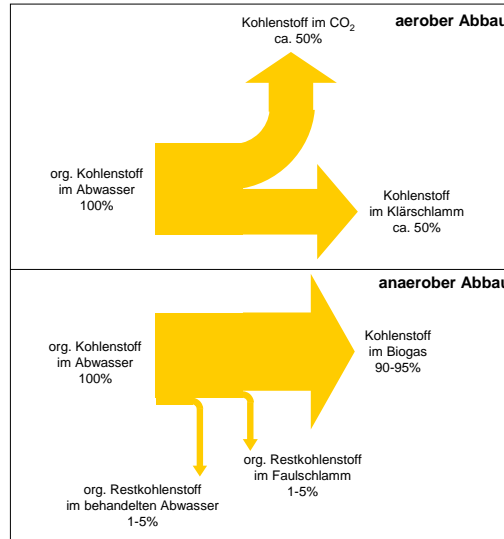 Kohlenstoff im CO₂
ca. 50%
aerober Abbau
org. Kohlenstoff
im Abwasser
100%
Kohlenstoff
im Klärschlamm
ca. 50%
anaerober Abbau
org. Kohlenstoff
im Abwasser
100%
Kohlenstoff
im Biogas
90-95%
org. Restkohlenstoff
im Faulschlamm
1-5%
org. Restkohlenstoff
im behandelten Abwasser
1-5%